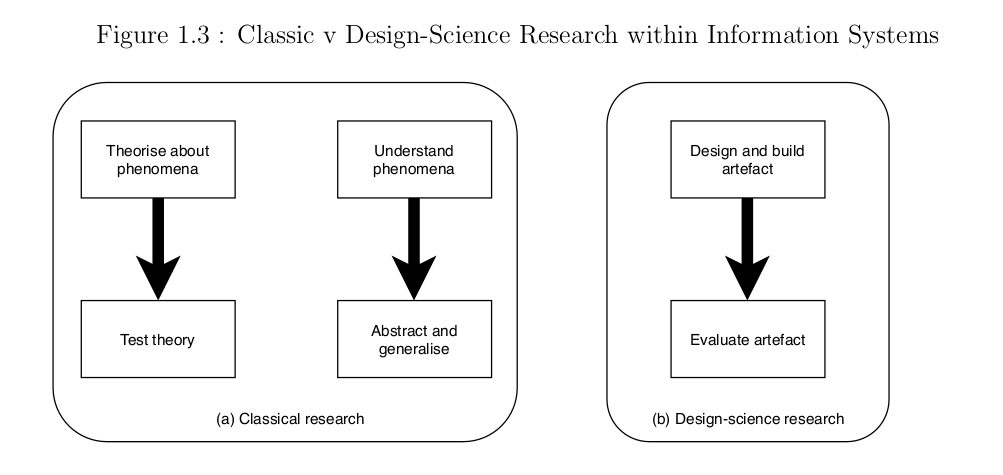 Figure 1.3 : Classic v Design-Science Research within Information Systems
Theorise about
phenomena
Test theory
Understand
phenomena
Abstract and
generalise
(a) Classical research
Design and build
artefact
Evaluate artefact
(b) Design-science research